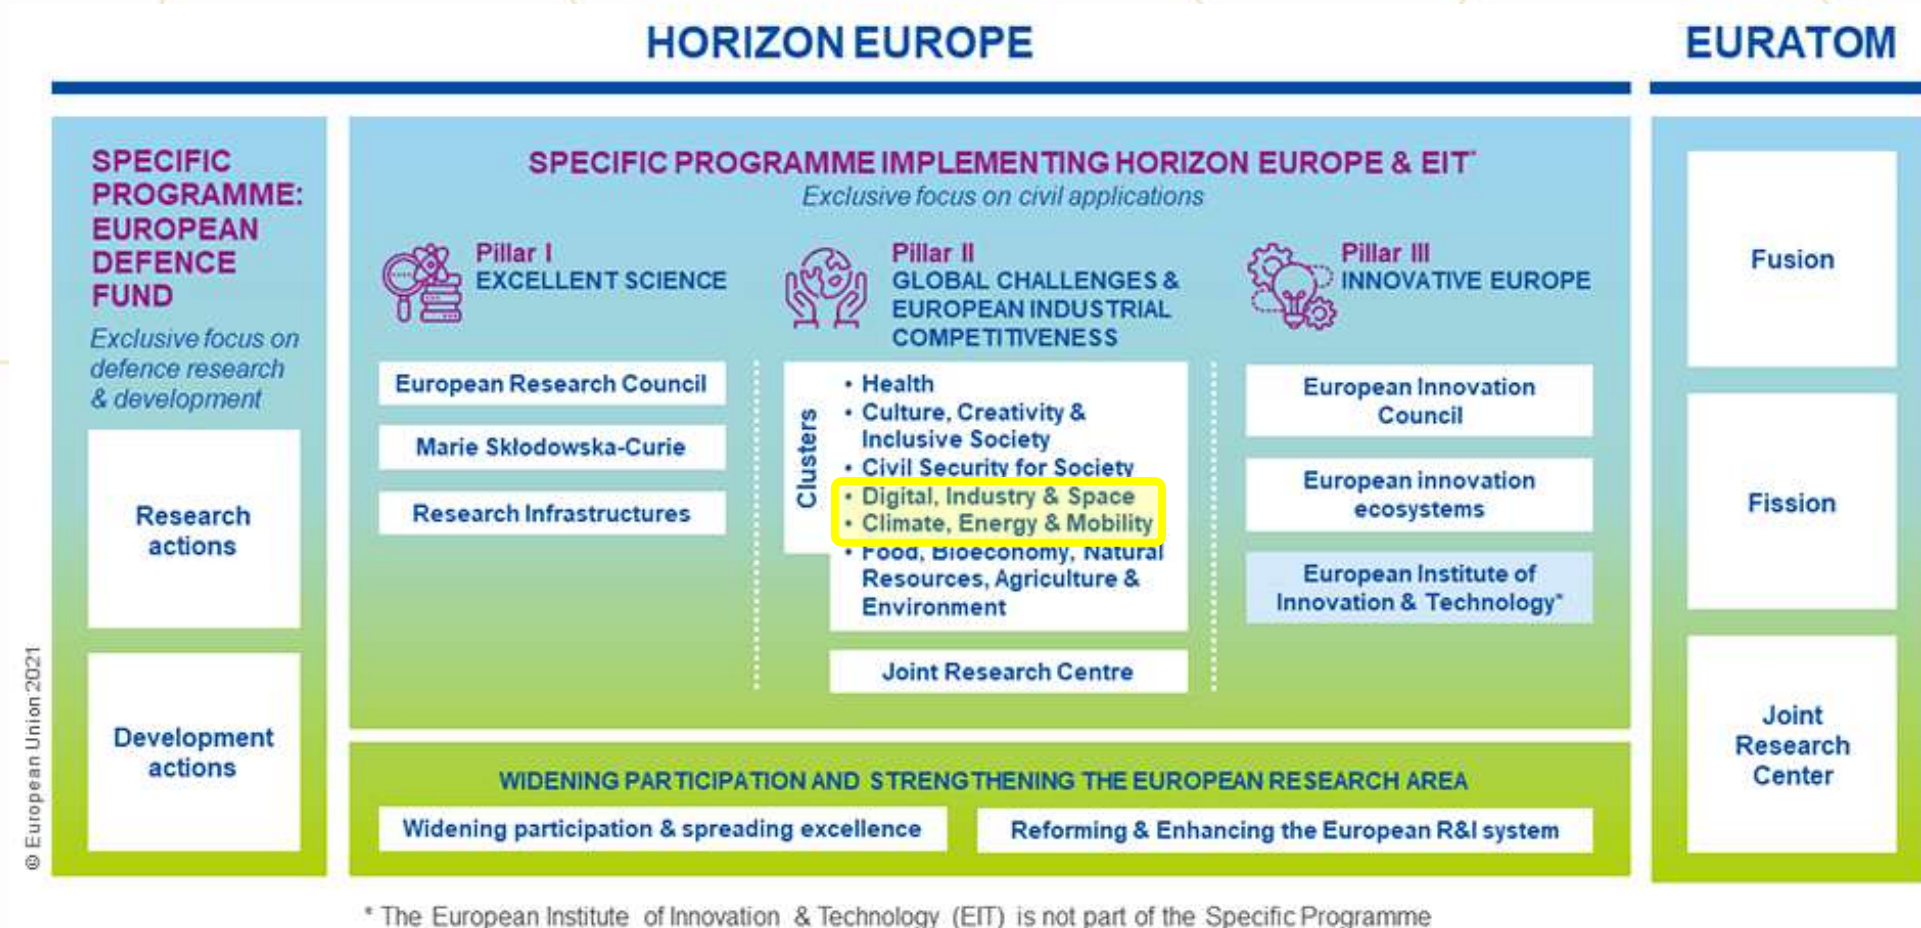 HORIZON EUROPE
EURATOM
SPECIFIC
PROGRAMME:
EUROPEAN
DEFENCE
FUND
Exclusive focus on
defence research
& development
Research
actions
Development
actions
SPECIFIC PROGRAMME IMPLEMENTING HORIZON EUROPE & EIT*
Exclusive focus on civil applications
Pillar I
EXCELLENT SCIENCE
European Research Council
Marie Skłodowska-Curie
Research Infrastructures
Pillar II
GLOBAL CHALLENGES &
EUROPEAN INDUSTRIAL
COMPETITIVENESS
Clusters
• Health
• Culture, Creativity &
Inclusive Society
• Civil Security for Society
• Digital, Industry & Space
• Climate, Energy & Mobility
• Food, Bioeconomy, Natural
Resources, Agriculture &
Environment
Joint Research Centre
Pillar III
INNOVATIVE EUROPE
European Innovation
Council
European innovation
ecosystems
European Institute of
Innovation & Technology*
WIDENING PARTICIPATION AND STRENGTHENING THE EUROPEAN RESEARCH AREA
Widening participation & spreading excellence
Reforming & Enhancing the European R&I system
Fusion
Fission
Joint
Research
Center
© European Union 2021
* The European Institute of Innovation & Technology (EIT) is not part of the Specific Programme